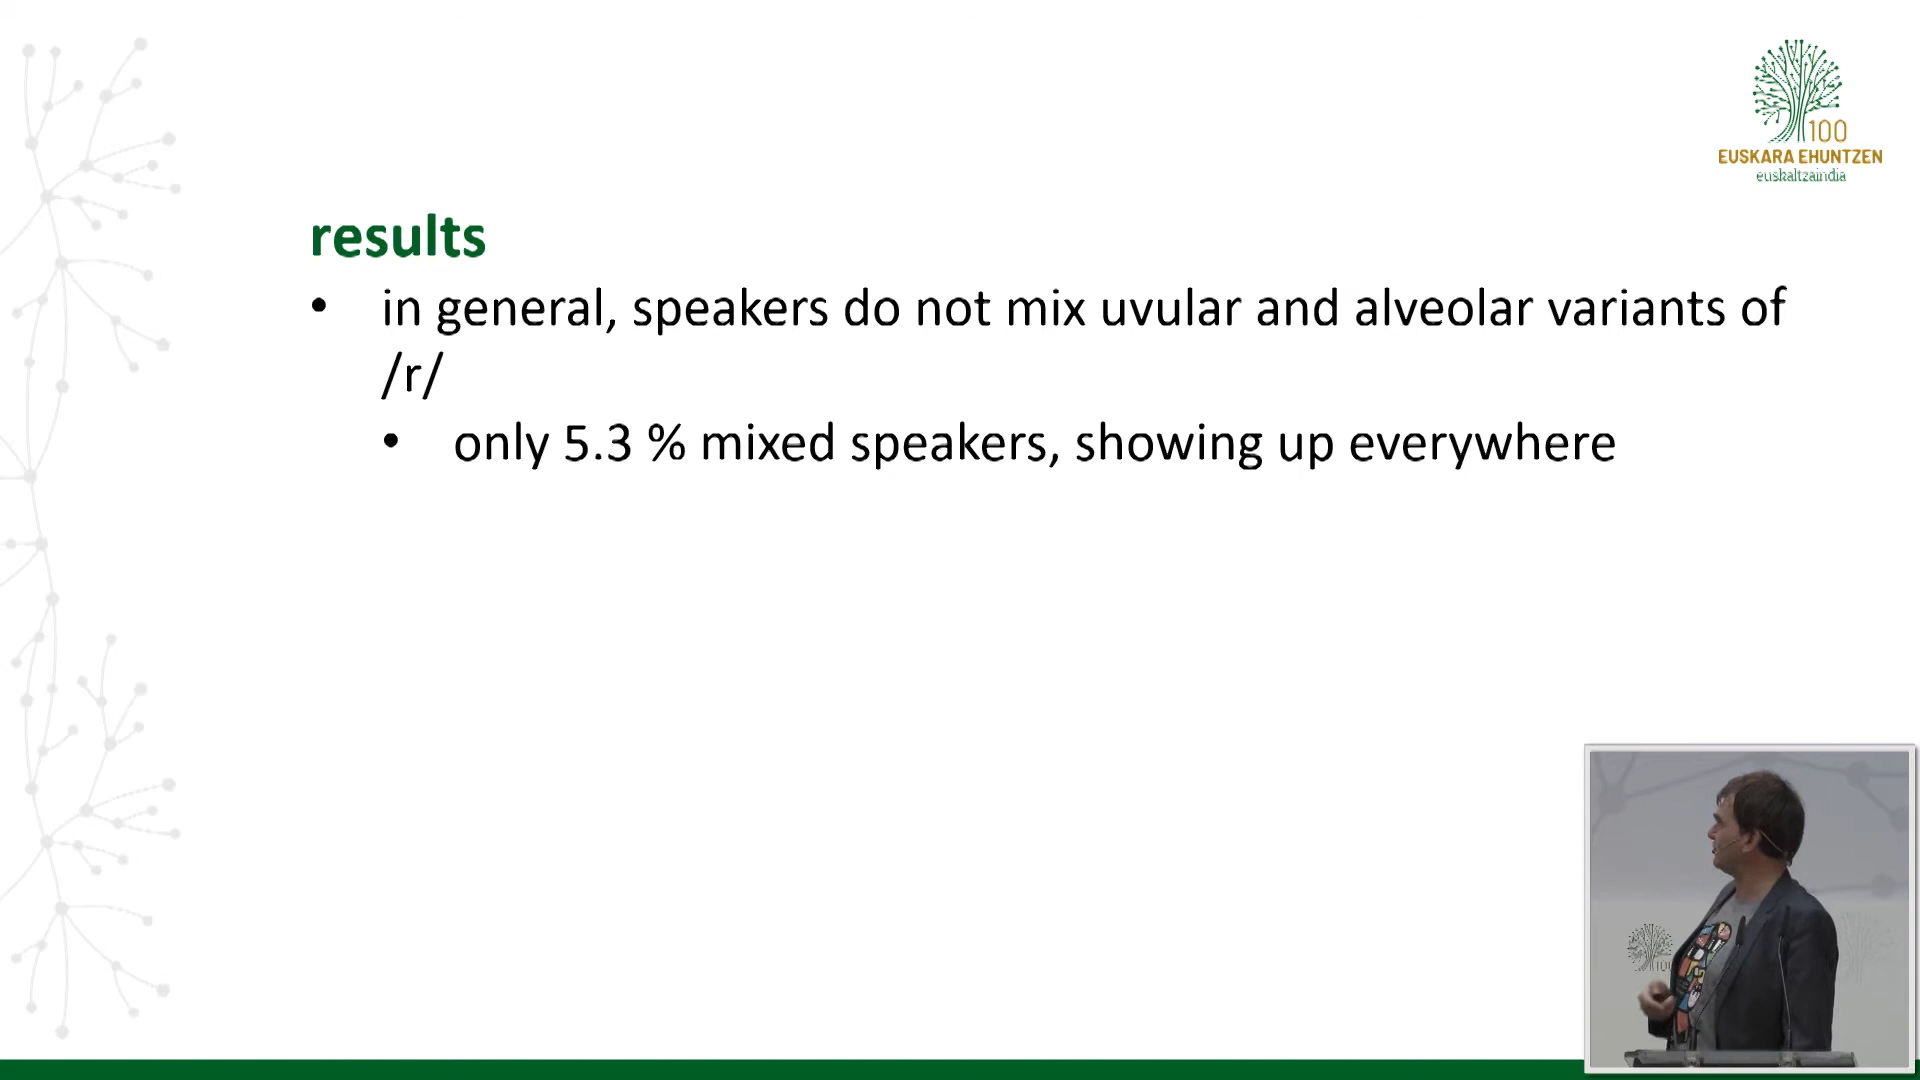 100
EUSKARA EHUNTZEN
euskaltzaindia
results
• in general, speakers do not mix uvular and alveolar variants of
/r/
• only 5.3 % mixed speakers, showing up everywhere
100